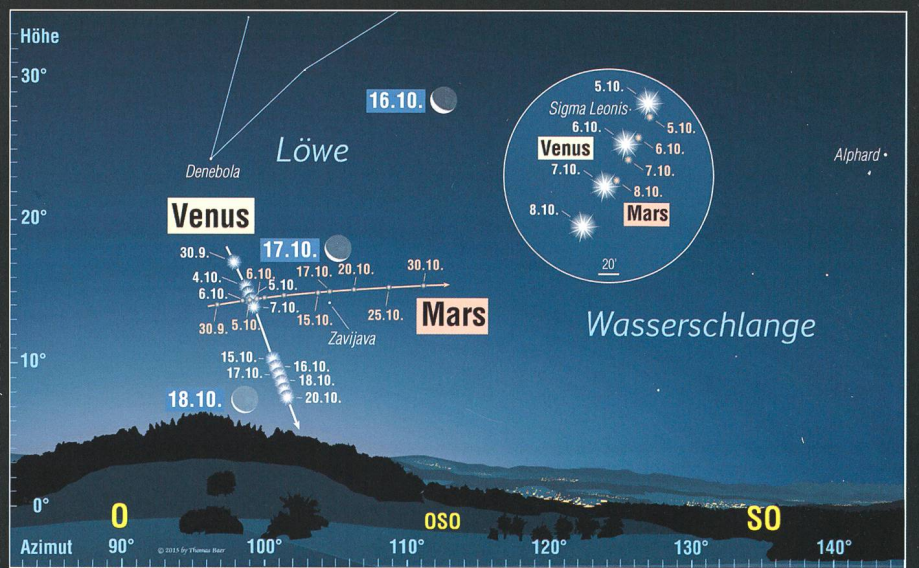 Höhe
30°
20°
10°
0°
16.10.
Löwe
Denebola
Alphard
5.10.
Sigma Leonis
5.10.
6.10.
6.10.
Venus
7.10.
7.10.
8.10.
Mars
8.10.
20'
Venus
17.10.
30.9.
4.10.
6.10.
17.10.
20.10.
30.10.
6.10.
5.10.
7.10.
30.9.
5.10.
15.10.
25.10.
Mars
Zavijava
Wasserschlange
15.10.
16.10.
17.10.
18.10.
20.10.
18.10.
O
OSO
SO
Azimut
90°
© 2015 by Thomas Baer
100°
110°
120°
130°
140°